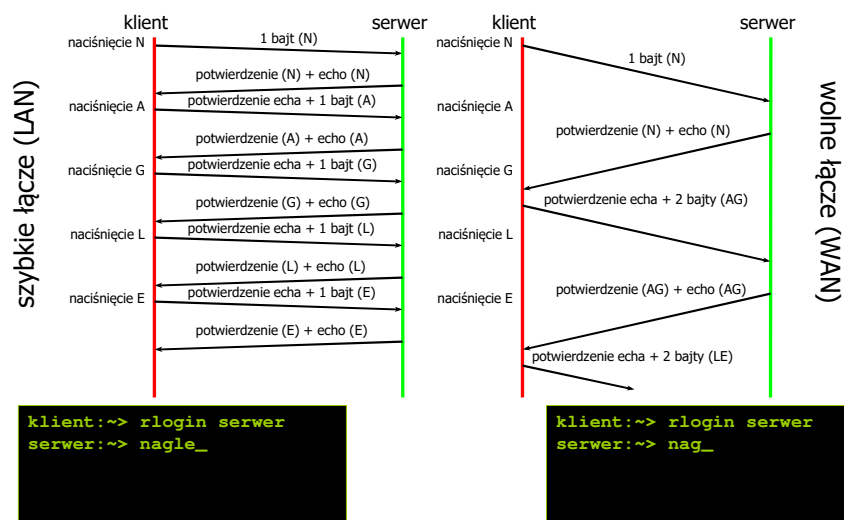 szybkie łącze (LAN)
klient
serwer
naciśnięcie N
1 bajt (N)
potwierdzenie (N) + echo (N)
naciśnięcie A
potwierdzenie echa + 1 bajt (A)
potwierdzenie (A) + echo (A)
naciśnięcie G
potwierdzenie echa + 1 bajt (G)
potwierdzenie (G) + echo (G)
naciśnięcie L
potwierdzenie echa + 1 bajt (L)
potwierdzenie (L) + echo (L)
naciśnięcie E
potwierdzenie echa + 1 bajt (E)
potwierdzenie (E) + echo (E)
klient:~> rlogin serwer
serwer:~> nagle_
klient
serwer
wolne łącze (WAN)
naciśnięcie N
1 bajt (N)
naciśnięcie A
potwierdzenie (N) + echo (N)
naciśnięcie G
potwierdzenie echa + 2 bajty (AG)
naciśnięcie L
potwierdzenie (AG) + echo (AG)
naciśnięcie E
potwierdzenie echa + 2 bajty (LE)
klient:~> rlogin serwer
serwer:~> nag_